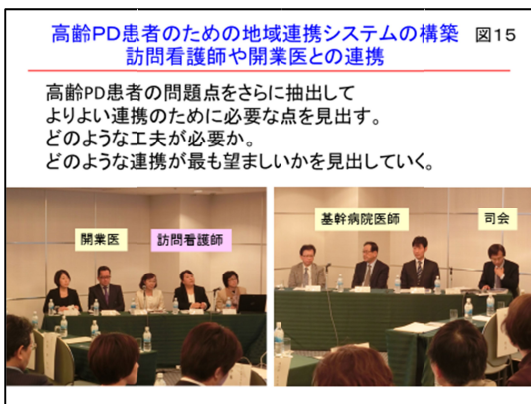 高齢PD患者のための地域連携システムの構築 図15
訪問看護師や開業医との連携
高齢PD患者の問題点をさらに抽出して
よりよい連携のために必要な点を見出す。
どのような工夫が必要か。
どのような連携が最も望ましいかを見出していく。
開業医 訪問看護師
基幹病院医師 司会